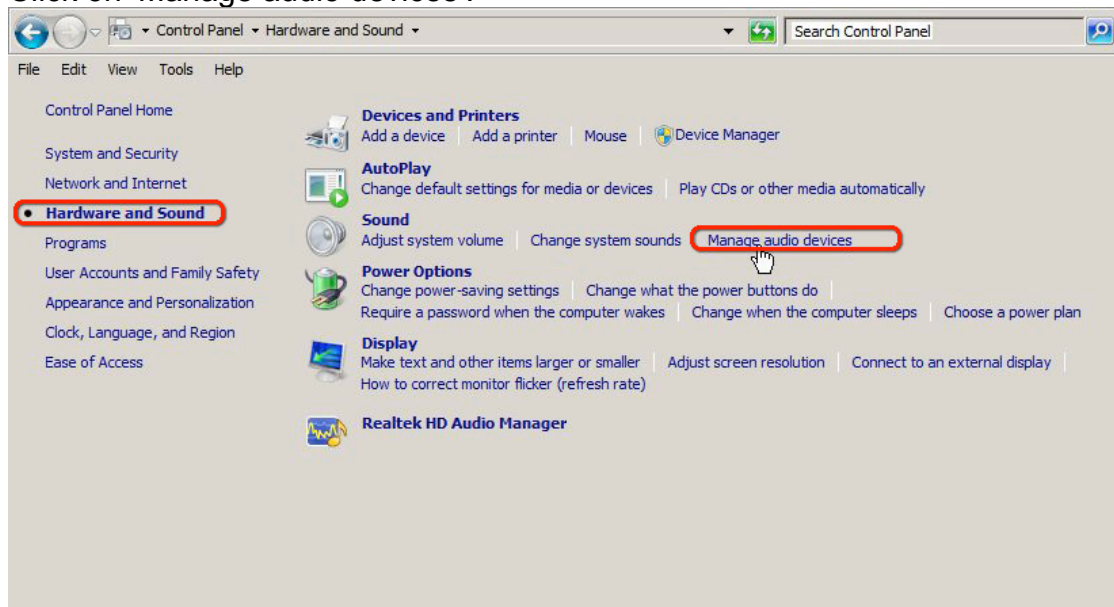 Click on "Manage audio devices".
Control Panel Hardware and Sound
Search Control Panel
File Edit View Tools Help
Control Panel Home
System and Security
Network and Internet
Hardware and Sound
Programs
User Accounts and Family Safety
Appearance and Personalization
Clock, Language, and Region
Ease of Access
Devices and Printers
Add a device Add a printer Mouse Device Manager
AutoPlay
Change default settings for media or devices Play CDs or other media automatically
Sound
Adjust system volume Change system sounds Manage audio devices
Power Options
Change power-saving settings Change what the power buttons do
Require a password when the computer wakes Change when the computer sleeps Choose a power plan
Display
Make text and other items larger or smaller Adjust screen resolution Connect to an external display
How to correct monitor flicker (refresh rate)
Realtek HD Audio Manager